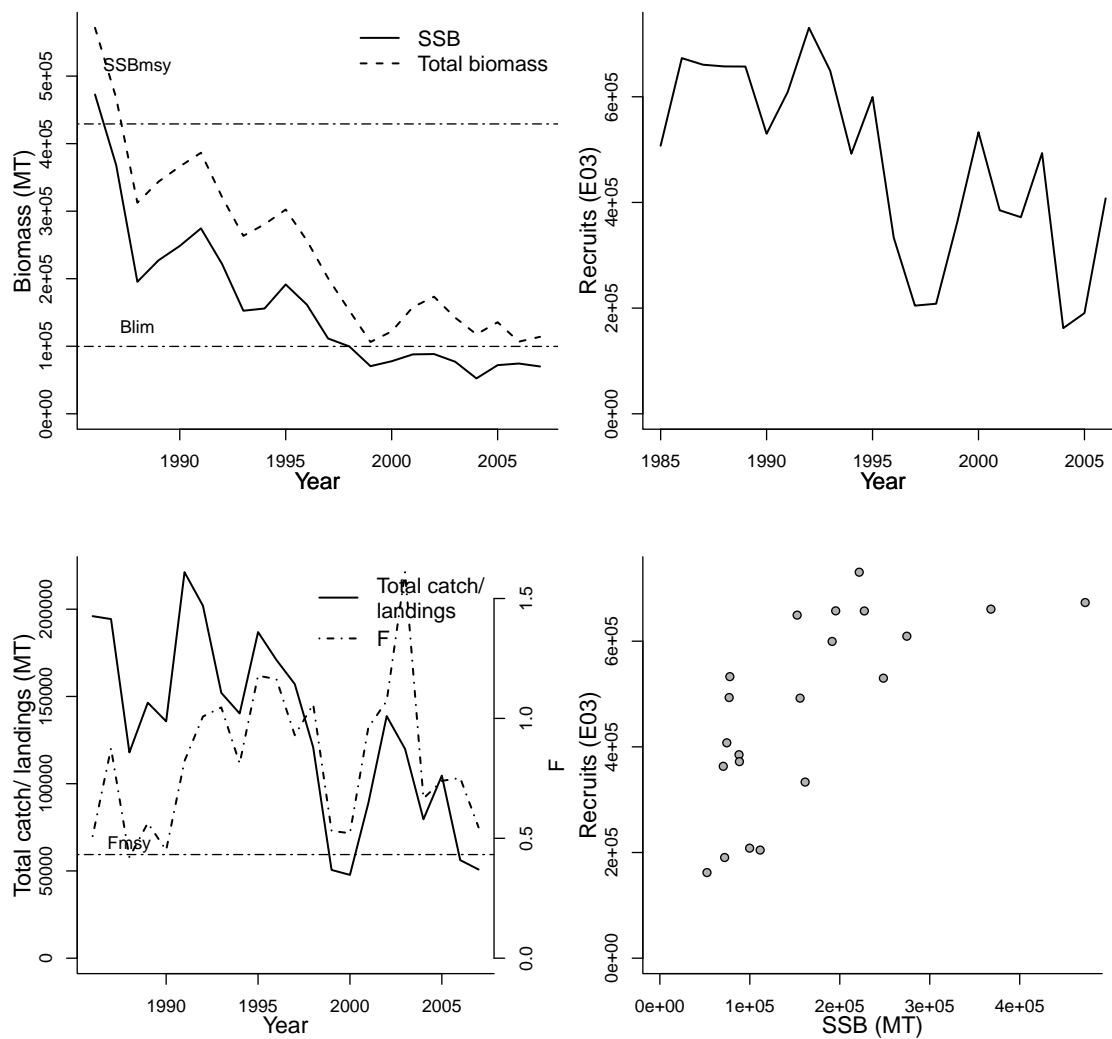 SSB
Total biomass
SSBmsy
Blim
Biomass (MT)
0e+00
1e+05
2e+05
3e+05
4e+05
5e+05
1990
1995
2000
2005
Year
Recruits (E03)
0e+00
2e+05
4e+05
6e+05
1985
1990
1995
2000
2005
Year
Total catch/
landings
F
Fmsy
Total catch/ landings (MT)
0
50000
100000
150000
200000
0.0
0.5
1.0
1.5
F
1990
1995
2000
2005
Year
Recruits (E03)
0e+00
2e+05
4e+05
6e+05
0e+00
1e+05
2e+05
3e+05
4e+05
SSB (MT)